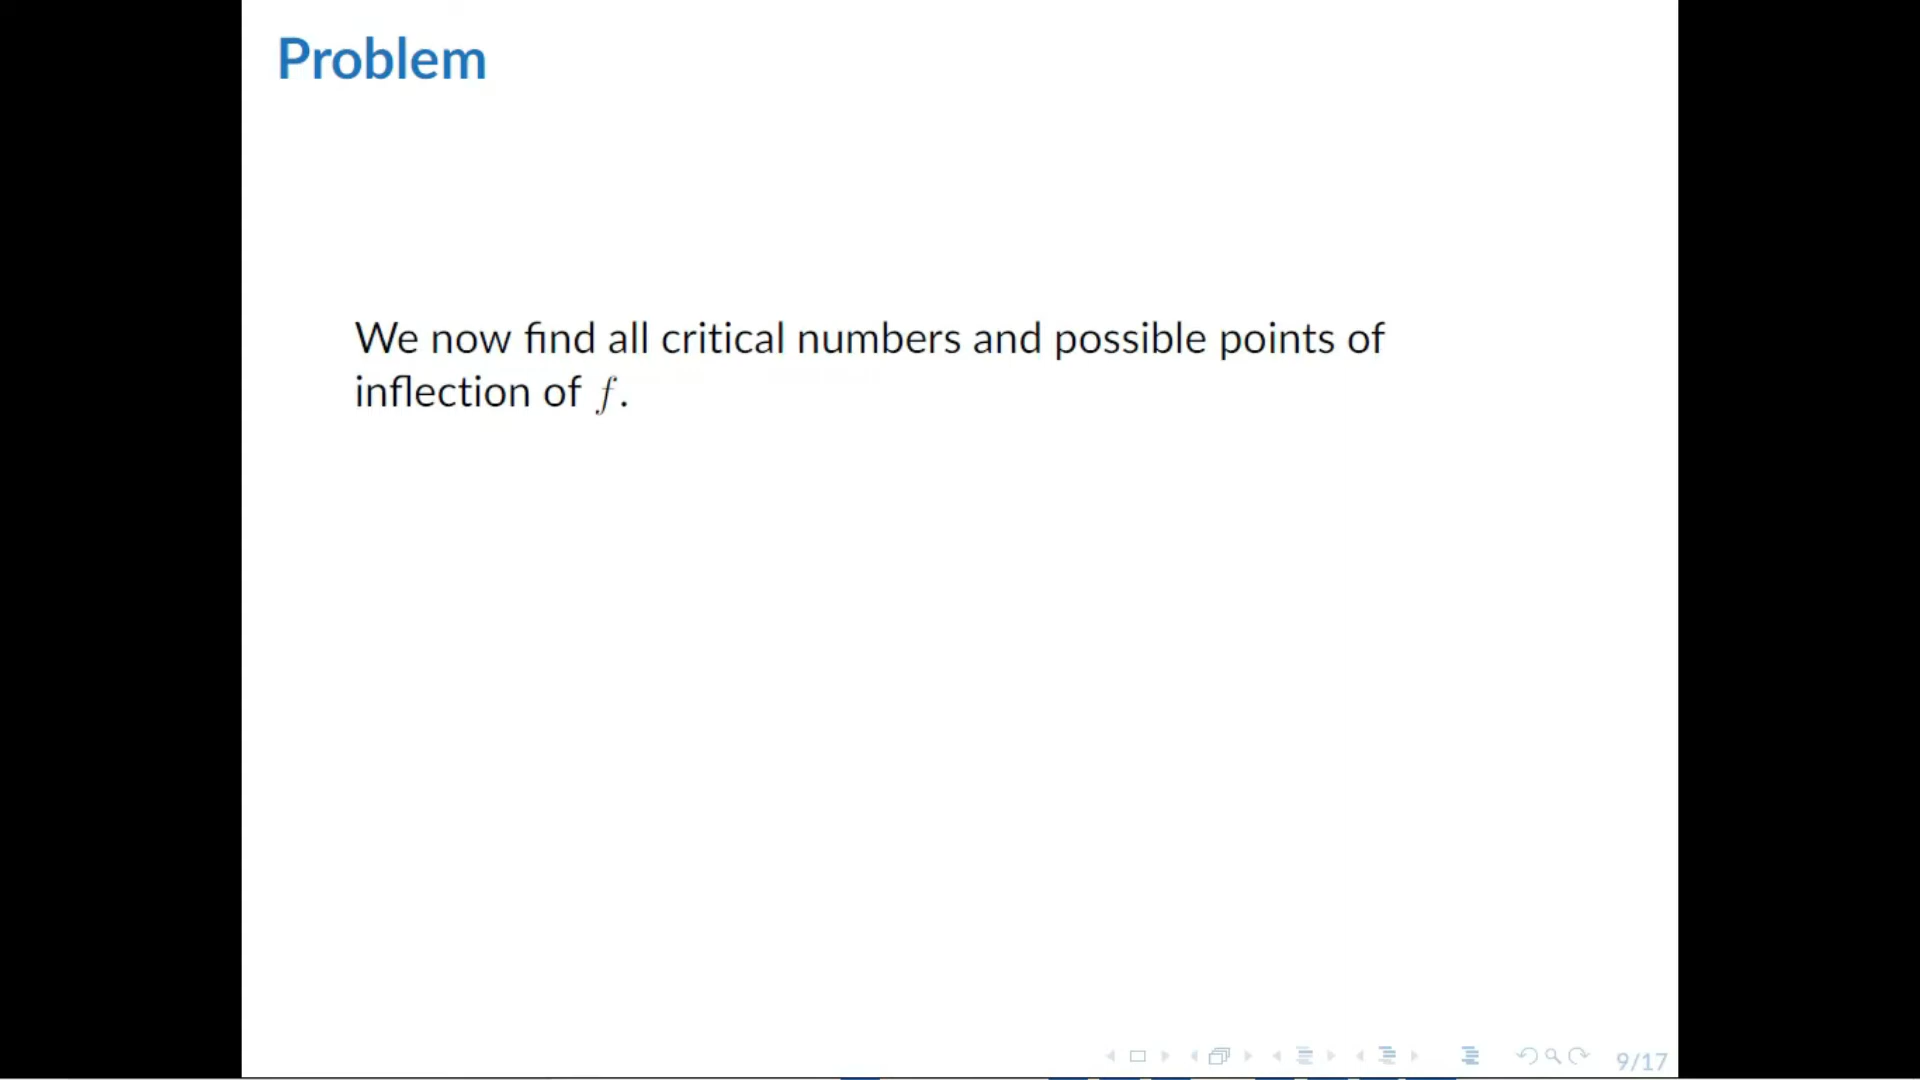 Problem
We now find all critical numbers and possible points of
inflection of f.
9/17